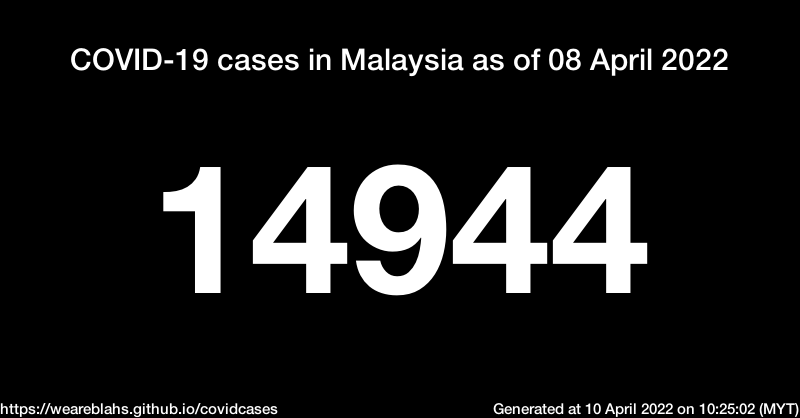 COVID-19 cases in Malaysia as of 08 April 2022
14944
https://weareblahs.github.io/covidcases
Generated at 10 April 2022 on 10:25:02 (MYT)